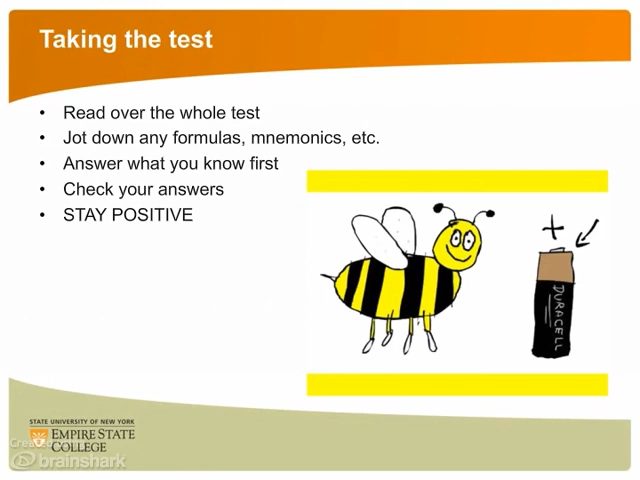 Taking the test
• Read over the whole test
• Jot down any formulas, mnemonics, etc.
• Answer what you know first
• Check your answers
• STAY POSITIVE
+
DURACELL
STATE UNIVERSITY OF NEW YORK
EMPIRE STATE
COLLEGE
brainshark